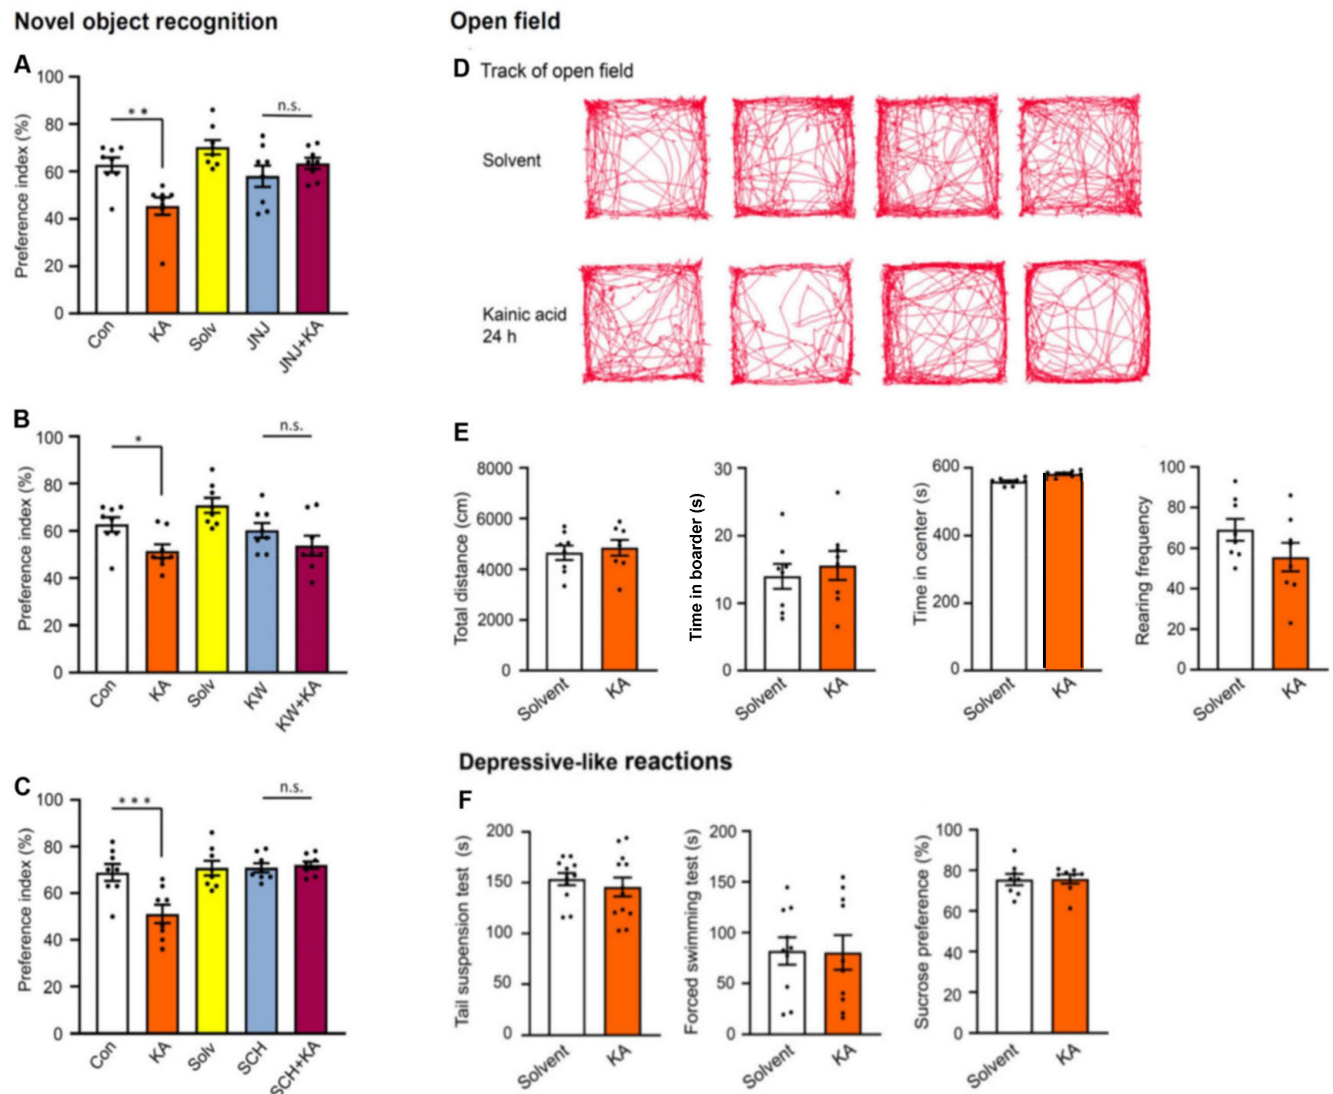 Novel object recognition
Open field
A
Preference index (%)
100
80
60
40
20
0
**
n.s.
Con
KA
Solv
JNJ
JNJ+KA
B
Preference index (%)
100
80
60
40
20
0
*
n.s.
Con
KA
Solv
KW
KW+KA
C
Preference index (%)
100
80
60
40
20
0
***
n.s.
Con
KA
Solv
SCH
SCH+KA
D Track of open field
Solvent
Kainic acid
24 h
E
Total distance (cm)
8000
6000
4000
2000
0
Solvent
KA
Time in boarder (s)
30
20
10
0
Solvent
KA
Time in center (s)
600
400
200
0
Solvent
KA
Rearing frequency
100
80
60
40
20
0
Solvent
KA
Depressive-like reactions
F
Tail suspension test (s)
200
150
100
50
0
Solvent
KA
Forced swimming test (s)
200
150
100
50
0
Solvent
KA
Sucrose preference (%)
100
80
60
40
20
0
Solvent
KA